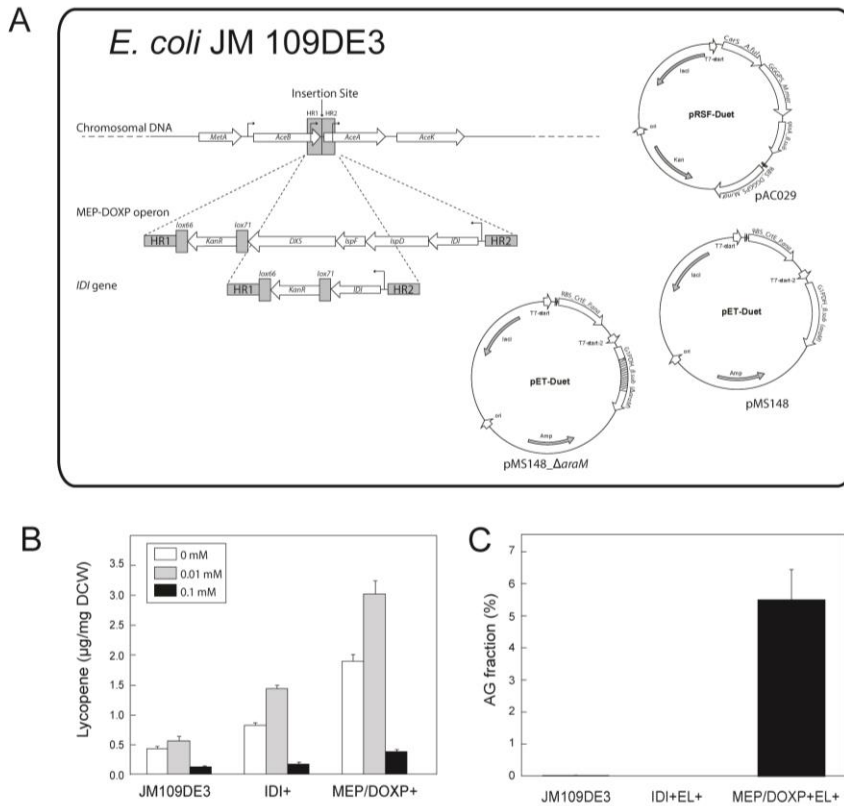 A
E. coli JM 109DE3
Insertion Site
HR1
HR2
Chromosomal DNA
MetA
AceB
AceA
AceK
MEP-DOXP operon
lox66
lox71
HR1
KanR
DXS
IspF
IspD
IDI
HR2
IDI gene
lox66
lox71
HR1
KanR
IDI
HR2
T7-start
lacI
pRSF-Duet
ori
Kan
pAC029
T7-start
RBS_CrtE_P.ana
lacI
T7-start-2
pET-Duet
ori
Amp
pMS148
T7-start
RBS_CrtE_P.ana
lacI
T7-start-2
pET-Duet
ori
Amp
pMS148_ΔaraM
B
Lycopene (µg/mg DCW)
3.5
3.0
2.5
2.0
1.5
1.0
0.5
0.0
0 mM
0.01 mM
0.1 mM
JM109DE3
IDI+
MEP/DOXP+
C
AG fraction (%)
7
6
5
4
3
2
1
0
JM109DE3
IDI+EL+
MEP/DOXP+EL+